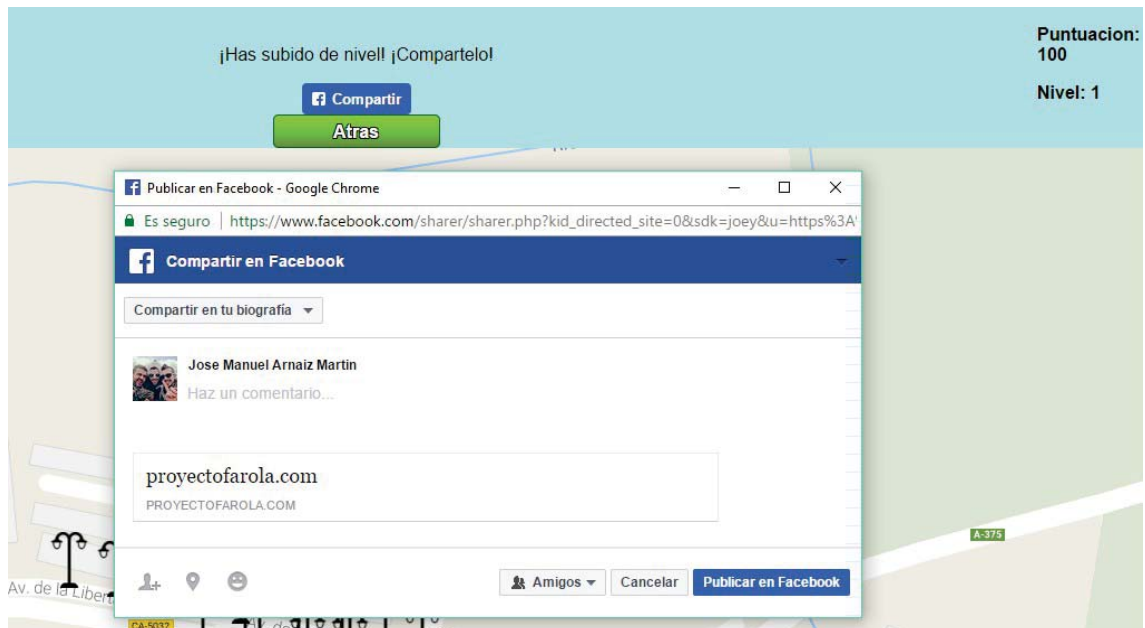 ¡Has subido de nivel! ¡Compartelo!
Puntuacion:
100
Nivel: 1
Compartir
Atras
Publicar en Facebook - Google Chrome
Es seguro | https://www.facebook.com/sharer/sharer.php?kid_directed_site=0&sdk=joey&u=https%3A
Compartir en Facebook
Compartir en tu biografía
Jose Manuel Arnaiz Martin
Haz un comentario...
proyectofarola.com
PROYECTOFAROLA.COM
A-375
Av. de la
Amigos
Cancelar
Publicar en Facebook
CA-5032